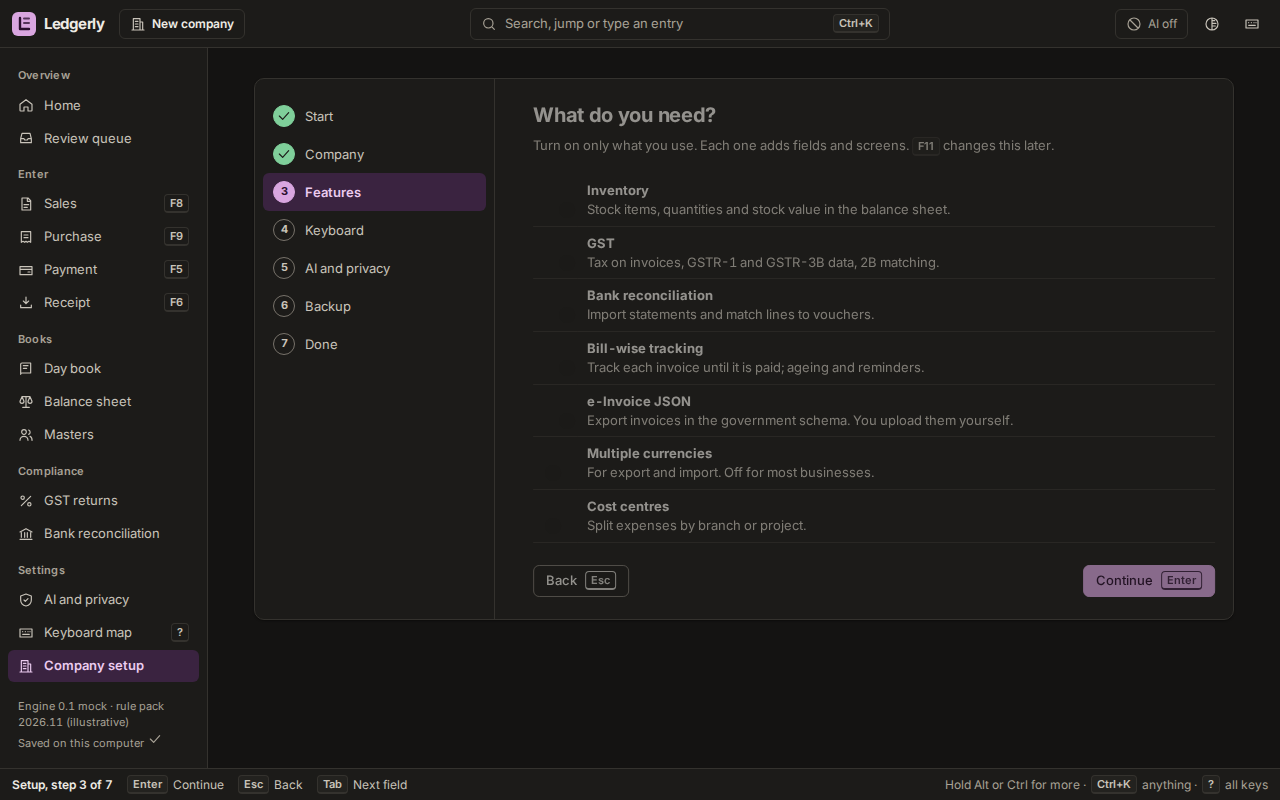 Ledgerly
New company
Search, jump or type an entry
Ctrl+K
AI off
Overview
Home
Review queue
Enter
Sales F8
Purchase F9
Payment F5
Receipt F6
Books
Day book
Balance sheet
Masters
Compliance
GST returns
Bank reconciliation
Settings
AI and privacy
Keyboard map ?
Company setup
Engine 0.1 mock · rule pack
2026.11 (illustrative)
Saved on this computer
Start
Company
3 Features
4 Keyboard
5 AI and privacy
6 Backup
7 Done
What do you need?
Turn on only what you use. Each one adds fields and screens. F11 changes this later.
Inventory
Stock items, quantities and stock value in the balance sheet.
GST
Tax on invoices, GSTR-1 and GSTR-3B data, 2B matching.
Bank reconciliation
Import statements and match lines to vouchers.
Bill-wise tracking
Track each invoice until it is paid; ageing and reminders.
e-Invoice JSON
Export invoices in the government schema. You upload them yourself.
Multiple currencies
For export and import. Off for most businesses.
Cost centres
Split expenses by branch or project.
Back Esc
Continue Enter
Setup, step 3 of 7 Enter Continue Esc Back Tab Next field
Hold Alt or Ctrl for more · Ctrl+K anything · ? all keys